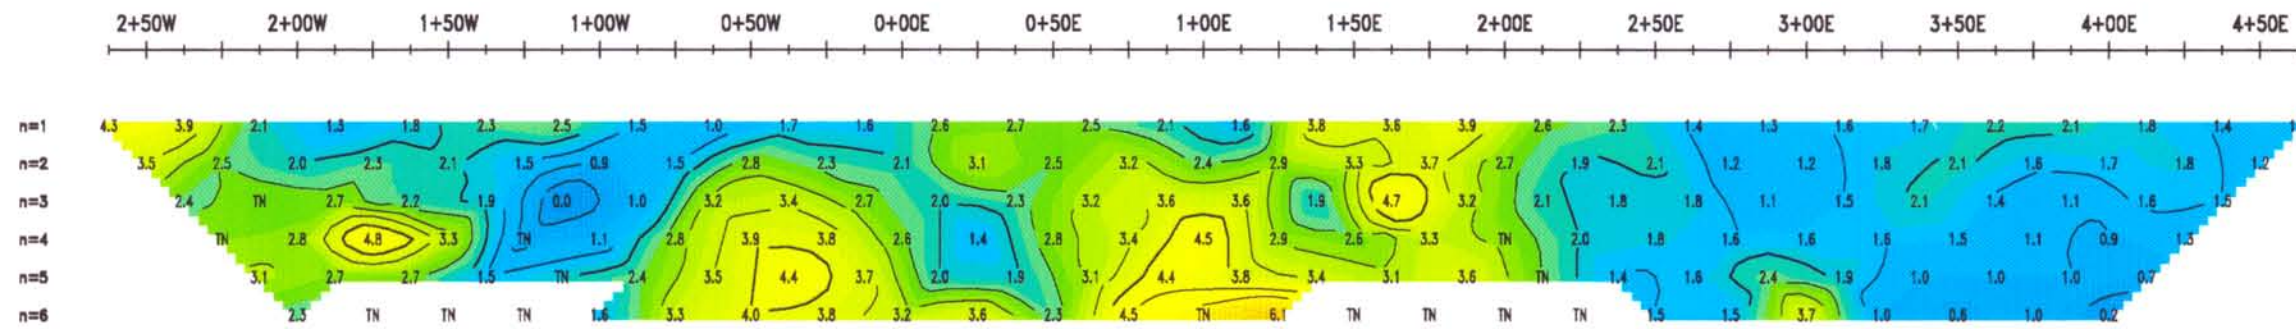 2+50W 2+00W 1+50W 1+00W 0+50W 0+00E 0+50E 1+00E 1+50E 2+00E 2+50E 3+00E 3+50E 4+00E 4+50E
n=1 4.3 3.9 2.1 1.3 1.8 2.3 2.5 1.5 1.0 1.7 1.6 2.6 2.7 2.5 2.1 1.6 3.8 3.6 3.9 2.6 2.3 1.4 1.3 1.6 1.7 2.2 2.1 1.8 1.4
n=2 3.5 2.5 2.0 2.3 2.1 1.5 0.9 1.5 2.8 2.3 2.1 3.1 2.5 3.2 2.4 2.9 3.3 3.7 2.7 1.9 2.1 1.2 1.2 1.8 2.1 1.6 1.7 1.8 1.2
n=3 2.4 TN 2.7 2.2 1.9 0.0 1.0 3.2 3.4 2.7 2.0 2.3 3.2 3.6 3.6 1.9 4.7 3.2 2.1 1.8 1.8 1.1 1.5 2.1 1.4 1.1 1.6 1.5
n=4 TN 2.8 4.8 3.3 TN 1.1 2.8 3.9 3.8 2.6 1.4 2.8 3.4 4.5 2.9 2.6 3.3 TN 2.0 1.8 1.6 1.6 1.6 1.5 1.1 0.9 1.3
n=5 3.1 2.7 2.7 1.5 TN 2.4 3.5 4.4 3.7 2.0 1.9 3.1 4.4 3.8 3.4 3.1 3.6 TN 1.4 1.6 2.4 1.9 1.0 1.0 1.0 0.7
n=6 2.3 TN TN TN 1.6 3.3 4.0 3.8 3.2 3.6 2.3 4.5 TN 6.1 TN TN TN TN 1.5 1.5 3.7 1.0 0.6 1.0 0.2